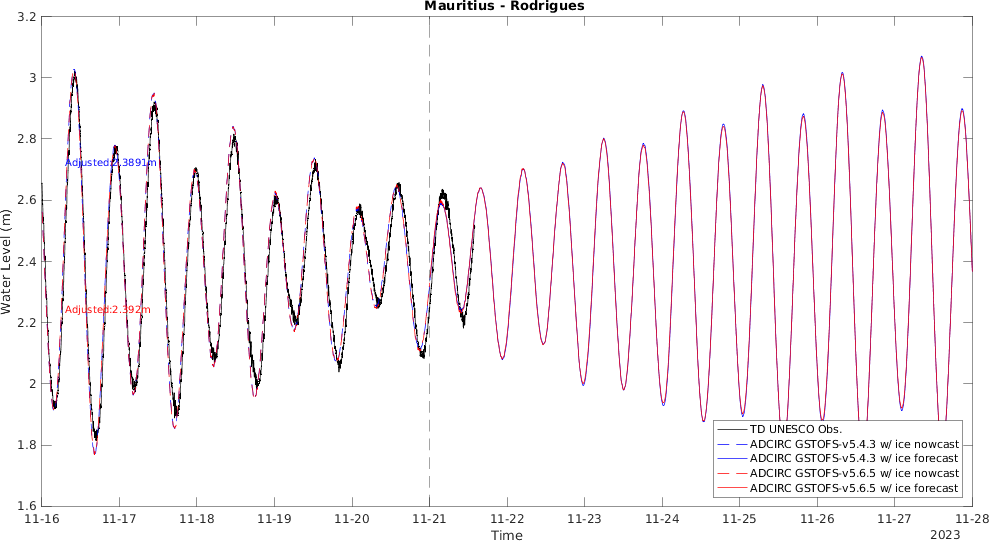 Mauritius - Rodrigues
3.2
3
2.8
2.6
2.4
2.2
2
1.8
1.6
Water Level (m)
Adjusted:2.3891m
Adjusted:2.392m
TD UNESCO Obs.
ADCIRC GSTOFS-v5.4.3 w/ ice nowcast
ADCIRC GSTOFS-v5.4.3 w/ ice forecast
ADCIRC GSTOFS-v5.6.5 w/ ice nowcast
ADCIRC GSTOFS-v5.6.5 w/ ice forecast
11-16 11-17 11-18 11-19 11-20 11-21 11-22 11-23 11-24 11-25 11-26 11-27 11-28
Time
2023